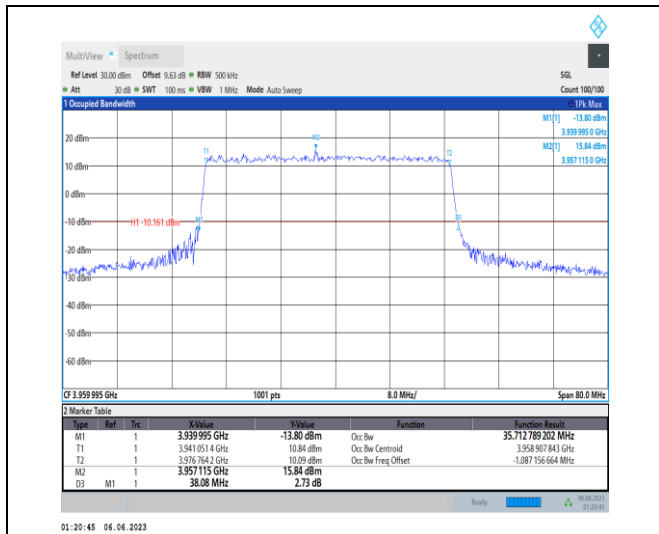 MultiView Spectrum
Ref Level 30.00 dBm Offset 9.63 dB RBW 500 kHz SGL
Att 30 dB SWT 100 ms VBW 1 MHz Mode Auto Sweep Count 100/100
1 Occupied Bandwidth 1Pk Max
M1[1] -13.80 dBm
3.939 995 0 GHz
M2[1] 15.84 dBm
3.957 115 0 GHz
20 dBm
M2
T1
T2
10 dBm
0 dBm
-10 dBm
H1 -10.161 dBm
M1
D3
-20 dBm
-30 dBm
-40 dBm
-50 dBm
-60 dBm
CF 3.959 995 GHz 1001 pts 8.0 MHz/ Span 80.0 MHz
2 Marker Table
Type Ref Trc X-Value Y-Value Function Function Result
M1 1 3.939 995 GHz -13.80 dBm Occ Bw 35.712 789 202 MHz
T1 1 3.941 051 4 GHz 10.84 dBm Occ Bw Centroid 3.958 907 843 GHz
T2 1 3.976 764 2 GHz 10.09 dBm Occ Bw Freq Offset -1.087 156 664 MHz
M2 1 3.957 115 GHz 15.84 dBm
D3 M1 1 38.08 MHz 2.73 dB
Ready 06.06.2023
01:20:45
01:20:45 06.06.2023